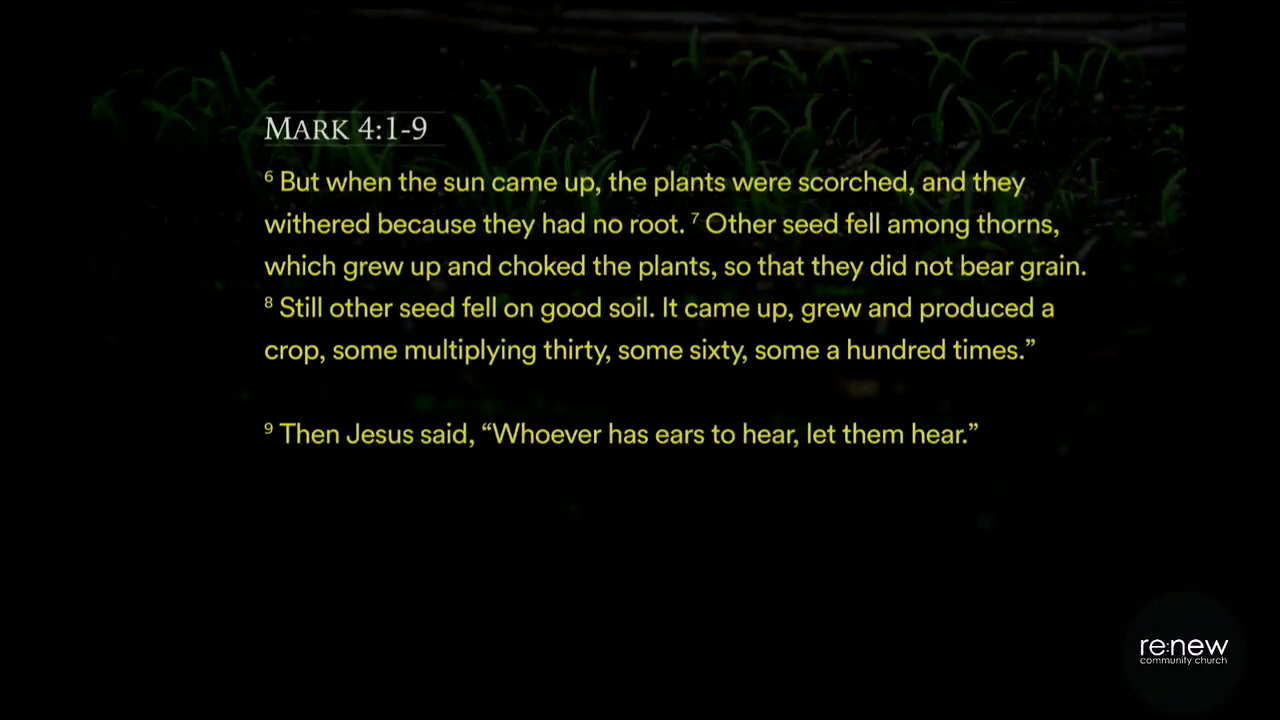 MARK 4:1-9
⁶ But when the sun came up, the plants were scorched, and they
withered because they had no root. ⁷ Other seed fell among thorns,
which grew up and choked the plants, so that they did not bear grain.
⁸ Still other seed fell on good soil. It came up, grew and produced a
crop, some multiplying thirty, some sixty, some a hundred times.”
⁹ Then Jesus said, “Whoever has ears to hear, let them hear.”
re:new
community church